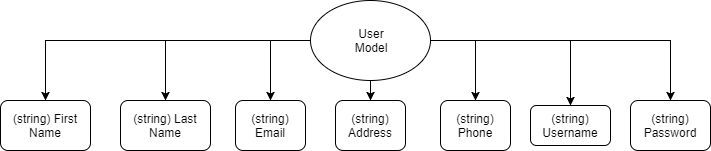 User
Model
(string) First
Name
(string) Last
Name
(string)
Email
(string)
Address
(string)
Phone
(string)
Username
(string)
Password